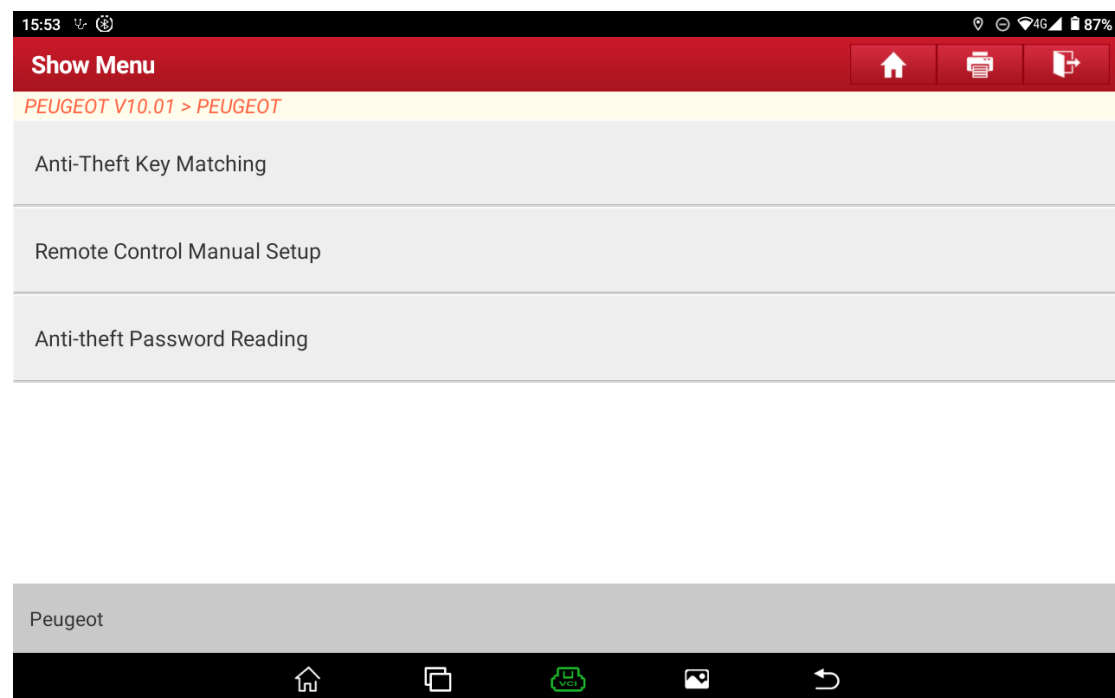 15:53 4G 87%
Show Menu
PEUGEOT V10.01 > PEUGEOT
Anti-Theft Key Matching
Remote Control Manual Setup
Anti-theft Password Reading
Peugeot
VCI